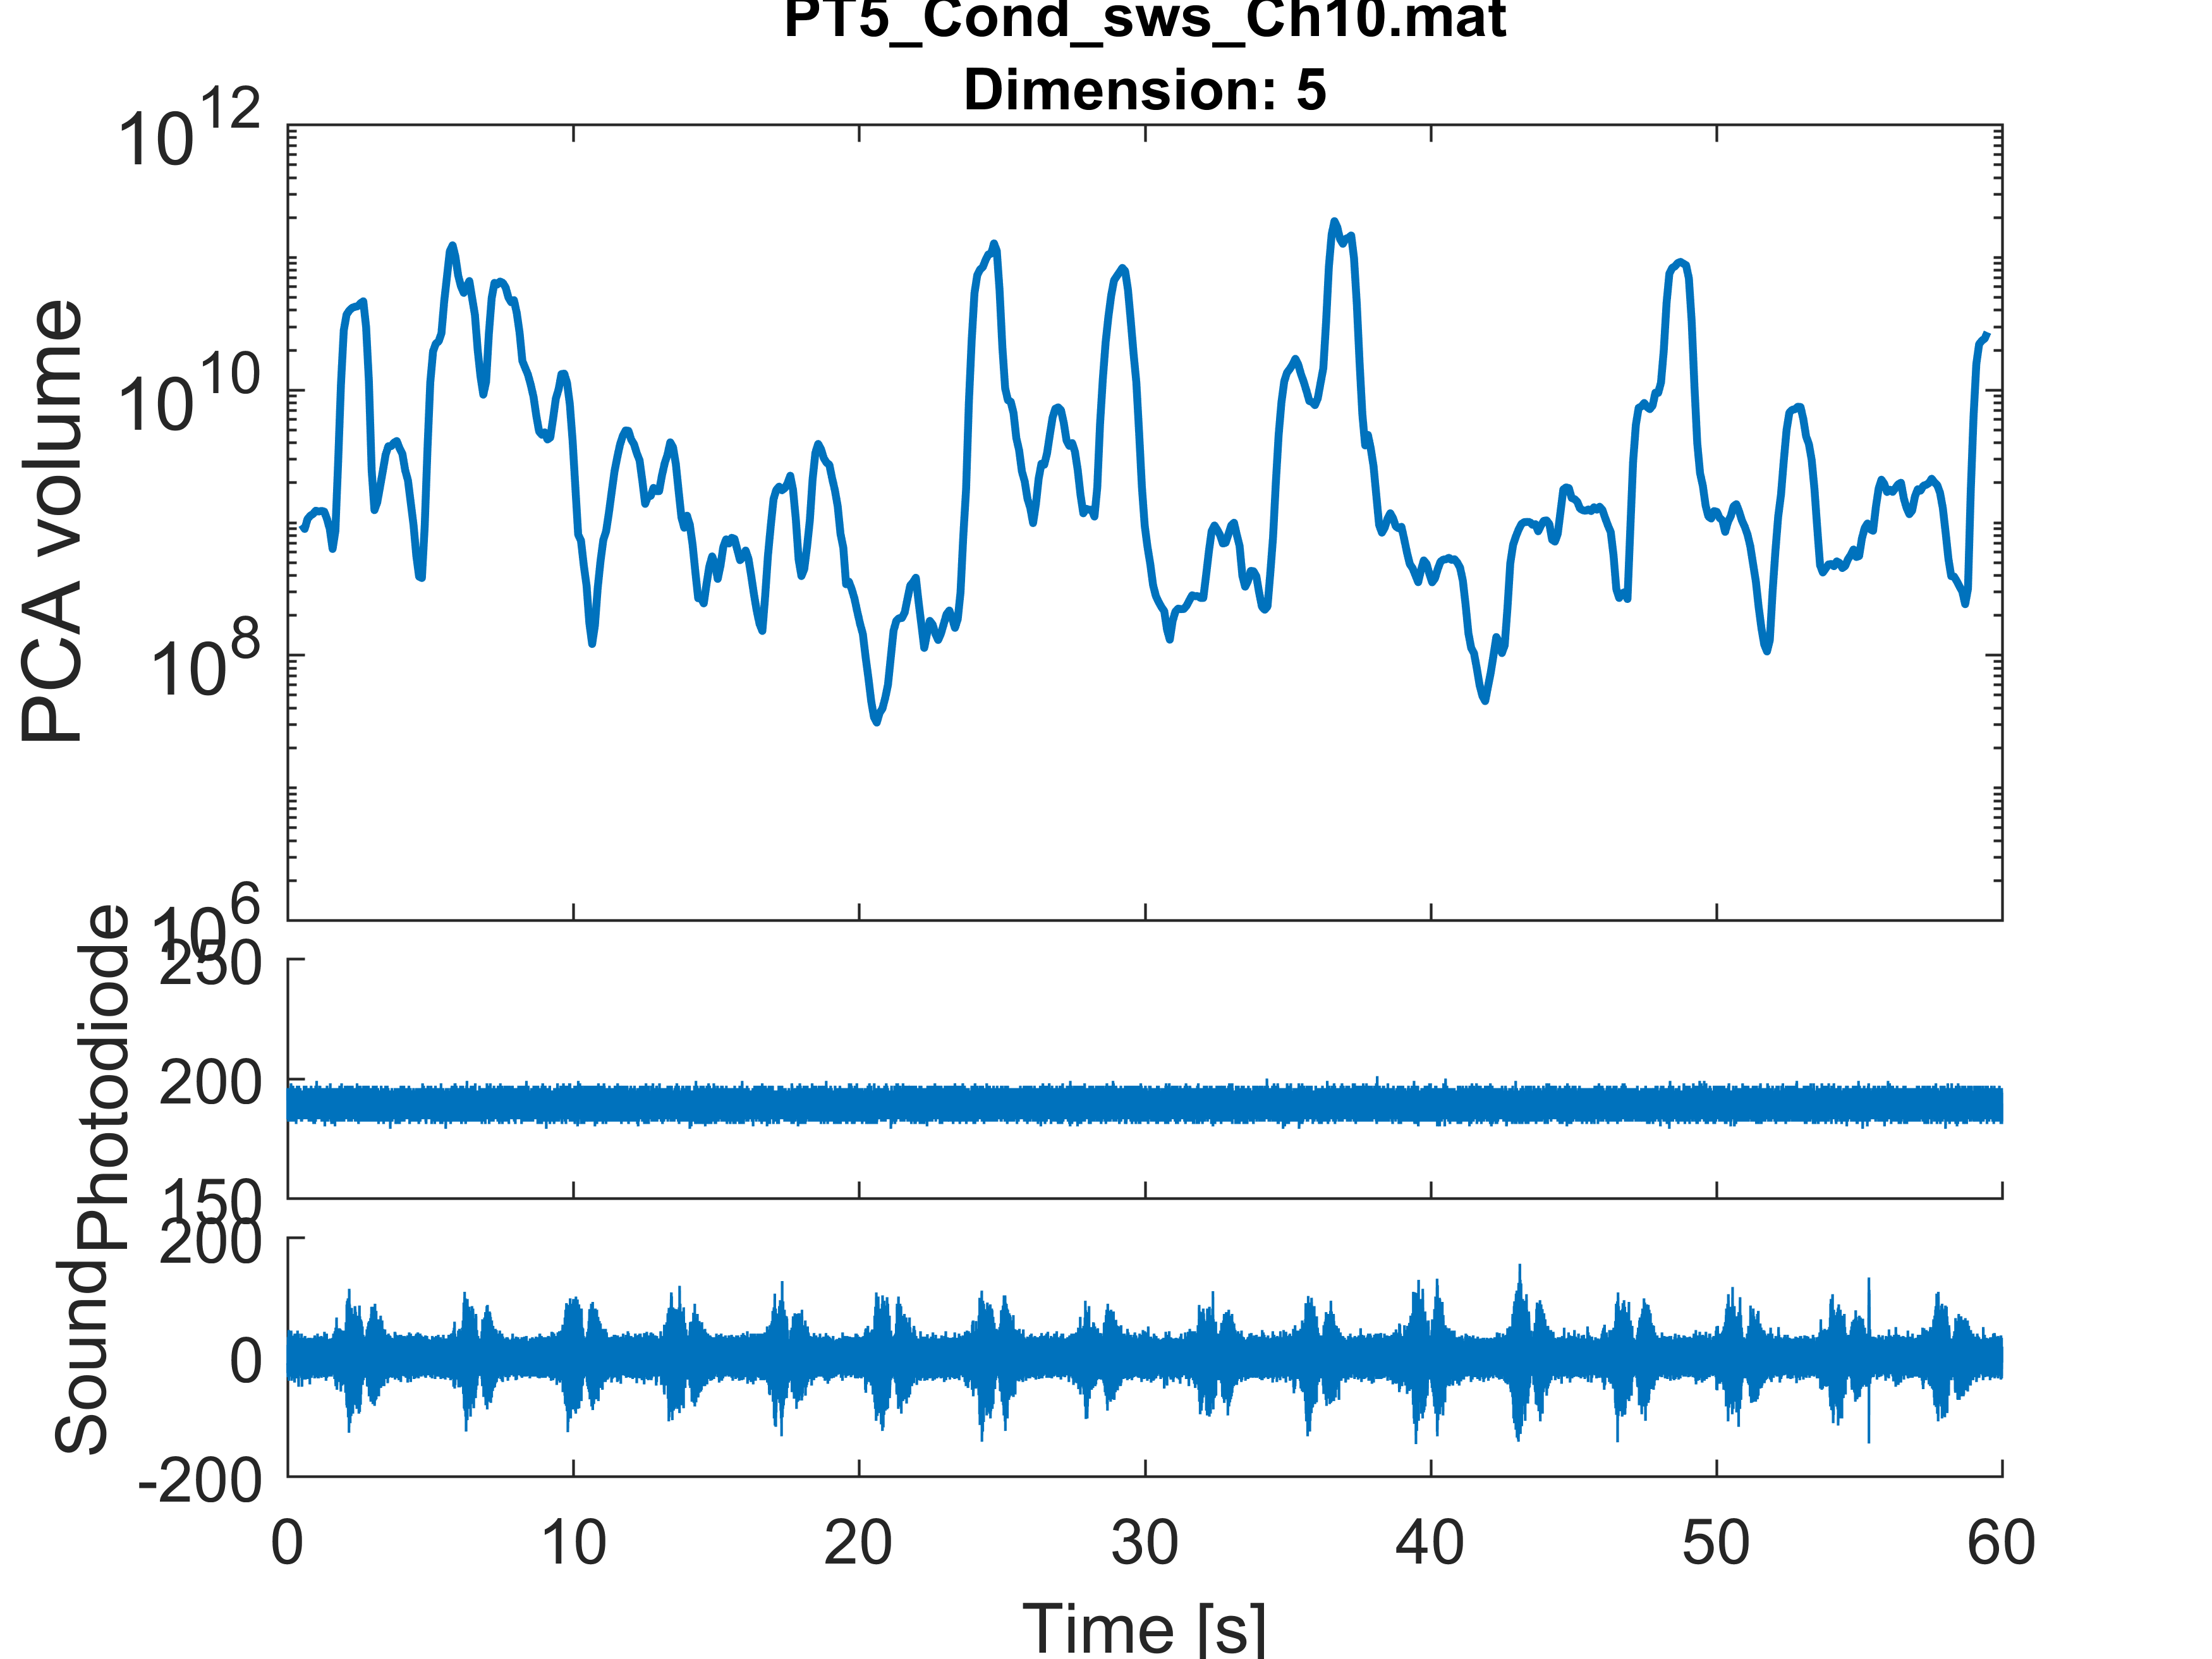 PT5_Cond_sws_Ch10.mat
Dimension: 5
10^12
10^10
10^8
10^6
PCA volume
250
200
150
Photodiode
200
0
-200
Sound
0 10 20 30 40 50 60
Time [s]